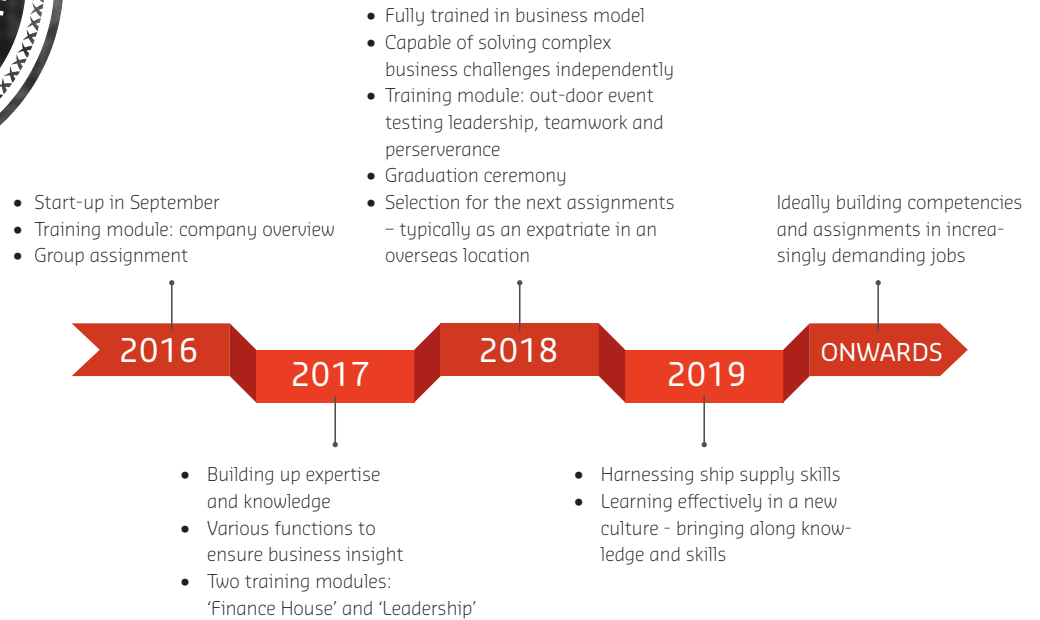 • Fully trained in business model
• Capable of solving complex
business challenges independently
• Training module: out-door event
testing leadership, teamwork and
perserverance
• Graduation ceremony
• Selection for the next assignments
– typically as an expatriate in an
overseas location
• Start-up in September
• Training module: company overview
• Group assignment
Ideally building competencies
and assignments in increa-
singly demanding jobs
2016
2017
2018
2019
ONWARDS
• Building up expertise
and knowledge
• Various functions to
ensure business insight
• Two training modules:
‘Finance House’ and ‘Leadership’
• Harnessing ship supply skills
• Learning effectively in a new
culture - bringing along know-
ledge and skills